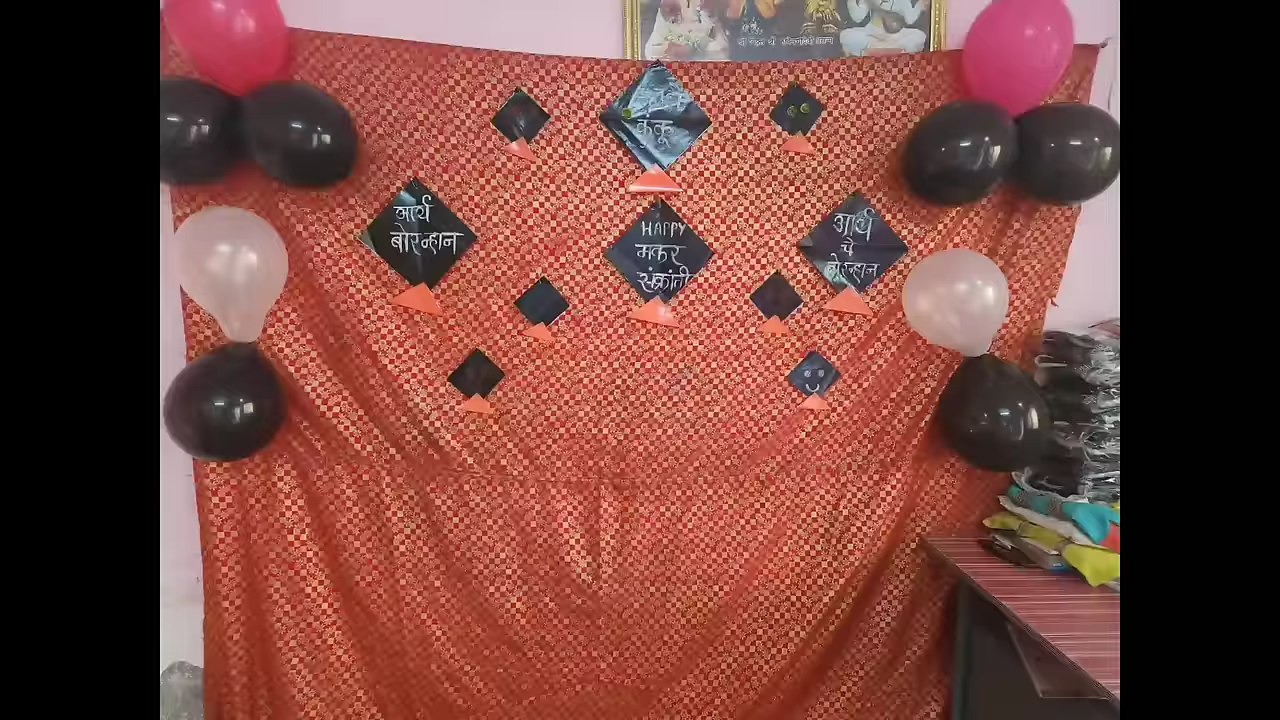 कुंकू
आर्य
बोरन्हान
HAPPY
मकर
संक्रांती
आर्य
चे
बोरन्हान